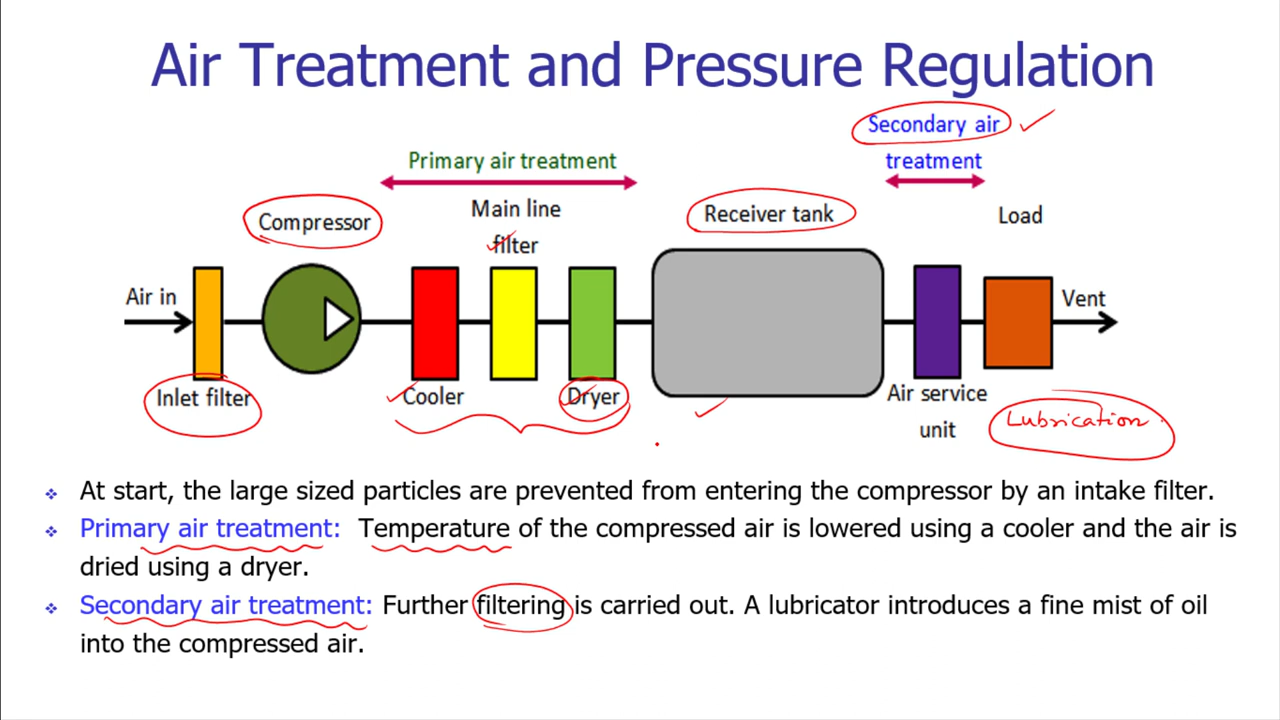 Air Treatment and Pressure Regulation
Secondary air
treatment
Primary air treatment
Main line
filter
Compressor
Receiver tank
Load
Air in
Vent
Inlet filter
Cooler
Dryer
Air service
unit
Lubrication
At start, the large sized particles are prevented from entering the compressor by an intake filter.
Primary air treatment: Temperature of the compressed air is lowered using a cooler and the air is
dried using a dryer.
Secondary air treatment: Further filtering is carried out. A lubricator introduces a fine mist of oil
into the compressed air.